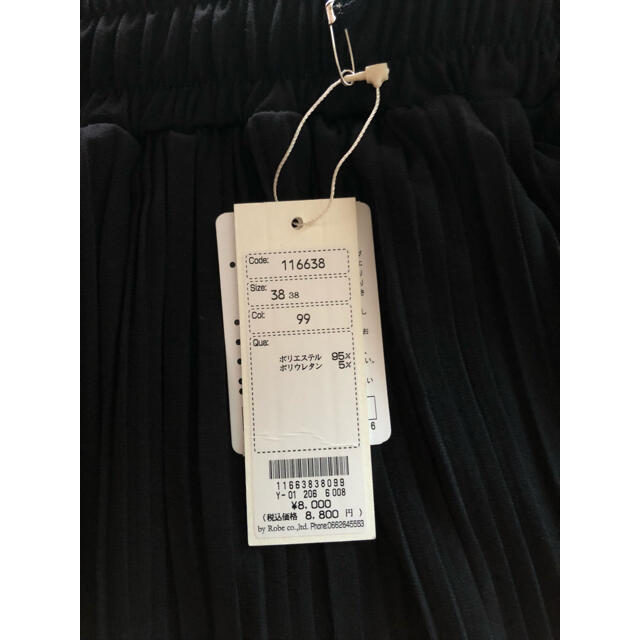 Code: 116638
Size: 38 38
Col: 99
Qua:
ポリエステル 95%
ポリウレタン 5%
11663838099
Y-01 206 6008
¥8,000
(税込価格 8,800 円)
by Robe co.,ltd. Phone:0662645553
6